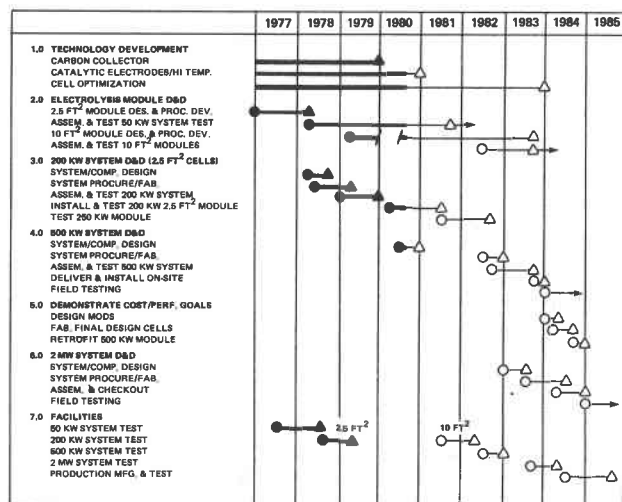 1977 1978 1979 1980 1981 1982 1983 1984 1985
1.0 TECHNOLOGY DEVELOPMENT
CARBON COLLECTOR
CATALYTIC ELECTRODES/HI TEMP.
CELL OPTIMIZATION
2.0 ELECTROLYSIS MODULE D&D
2.5 FT² MODULE DES. & PROC. DEV.
ASSEM. & TEST 50 KW SYSTEM TEST
10 FT² MODULE DES. & PROC. DEV.
ASSEM. & TEST 10 FT² MODULES
3.0 200 KW SYSTEM D&D (2.5 FT² CELLS)
SYSTEM/COMP. DESIGN
SYSTEM PROCURE/FAB.
ASSEM. & TEST 200 KW SYSTEM
INSTALL & TEST 200 KW 2.5 FT² MODULE
TEST 250 KW MODULE
4.0 500 KW SYSTEM D&D
SYSTEM/COMP. DESIGN
SYSTEM PROCURE/FAB.
ASSEM. & TEST 500 KW SYSTEM
DELIVER & INSTALL ON-SITE
FIELD TESTING
5.0 DEMONSTRATE COST/PERF. GOALS
DESIGN MODS
FAB. FINAL DESIGN CELLS
RETROFIT 500 KW MODULE
6.0 2 MW SYSTEM D&D
SYSTEM/COMP. DESIGN
SYSTEM PROCURE/FAB.
ASSEM. & CHECKOUT
FIELD TESTING
7.0 FACILITIES
50 KW SYSTEM TEST 2.5 FT² 10 FT²
200 KW SYSTEM TEST
500 KW SYSTEM TEST
2 MW SYSTEM TEST
PRODUCTION MFG. & TEST